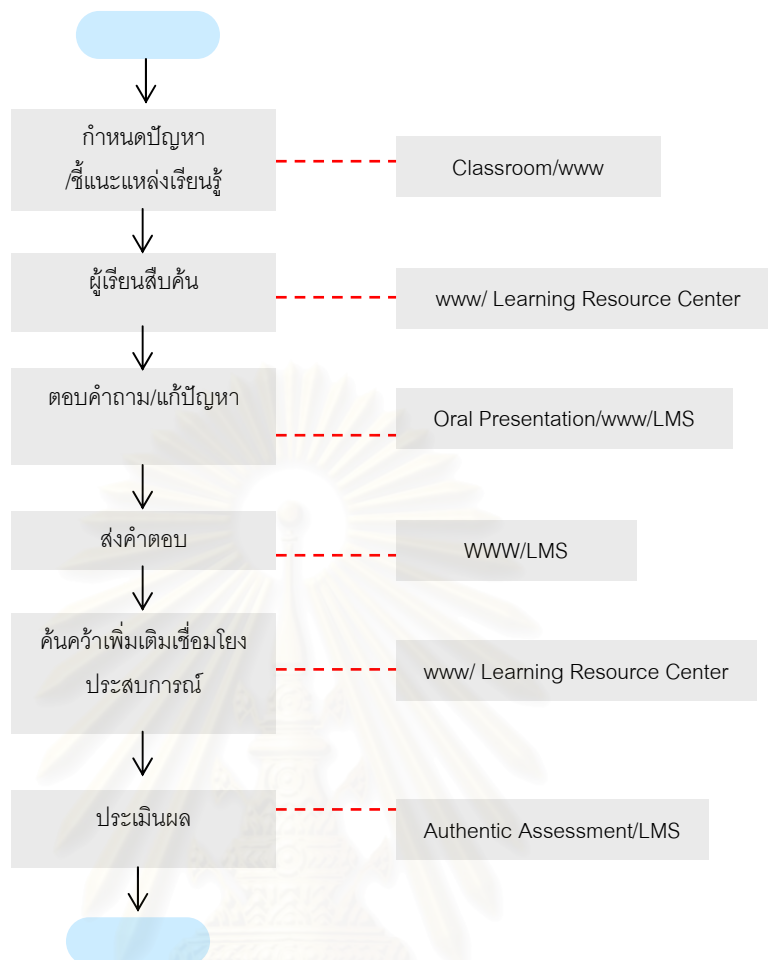 กำหนดปัญหา
/ชี้แนะแหล่งเรียนรู้
Classroom/www
ผู้เรียนสืบค้น
www/ Learning Resource Center
ตอบคำถาม/แก้ปัญหา
Oral Presentation/www/LMS
ส่งคำตอบ
WWW/LMS
ค้นคว้าเพิ่มเติมเชื่อมโยง
ประสบการณ์
www/ Learning Resource Center
ประเมินผล
Authentic Assessment/LMS